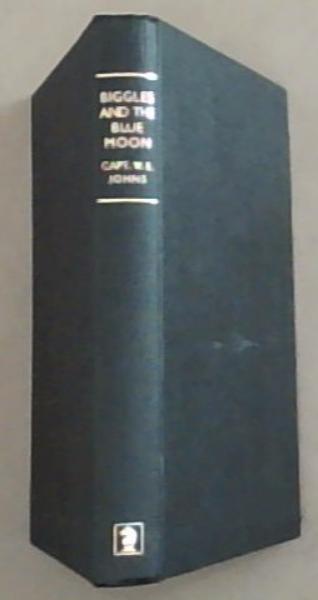 BIGGLES
AND THE
BLUE
MOON
CAPT. W. E.
JOHNS